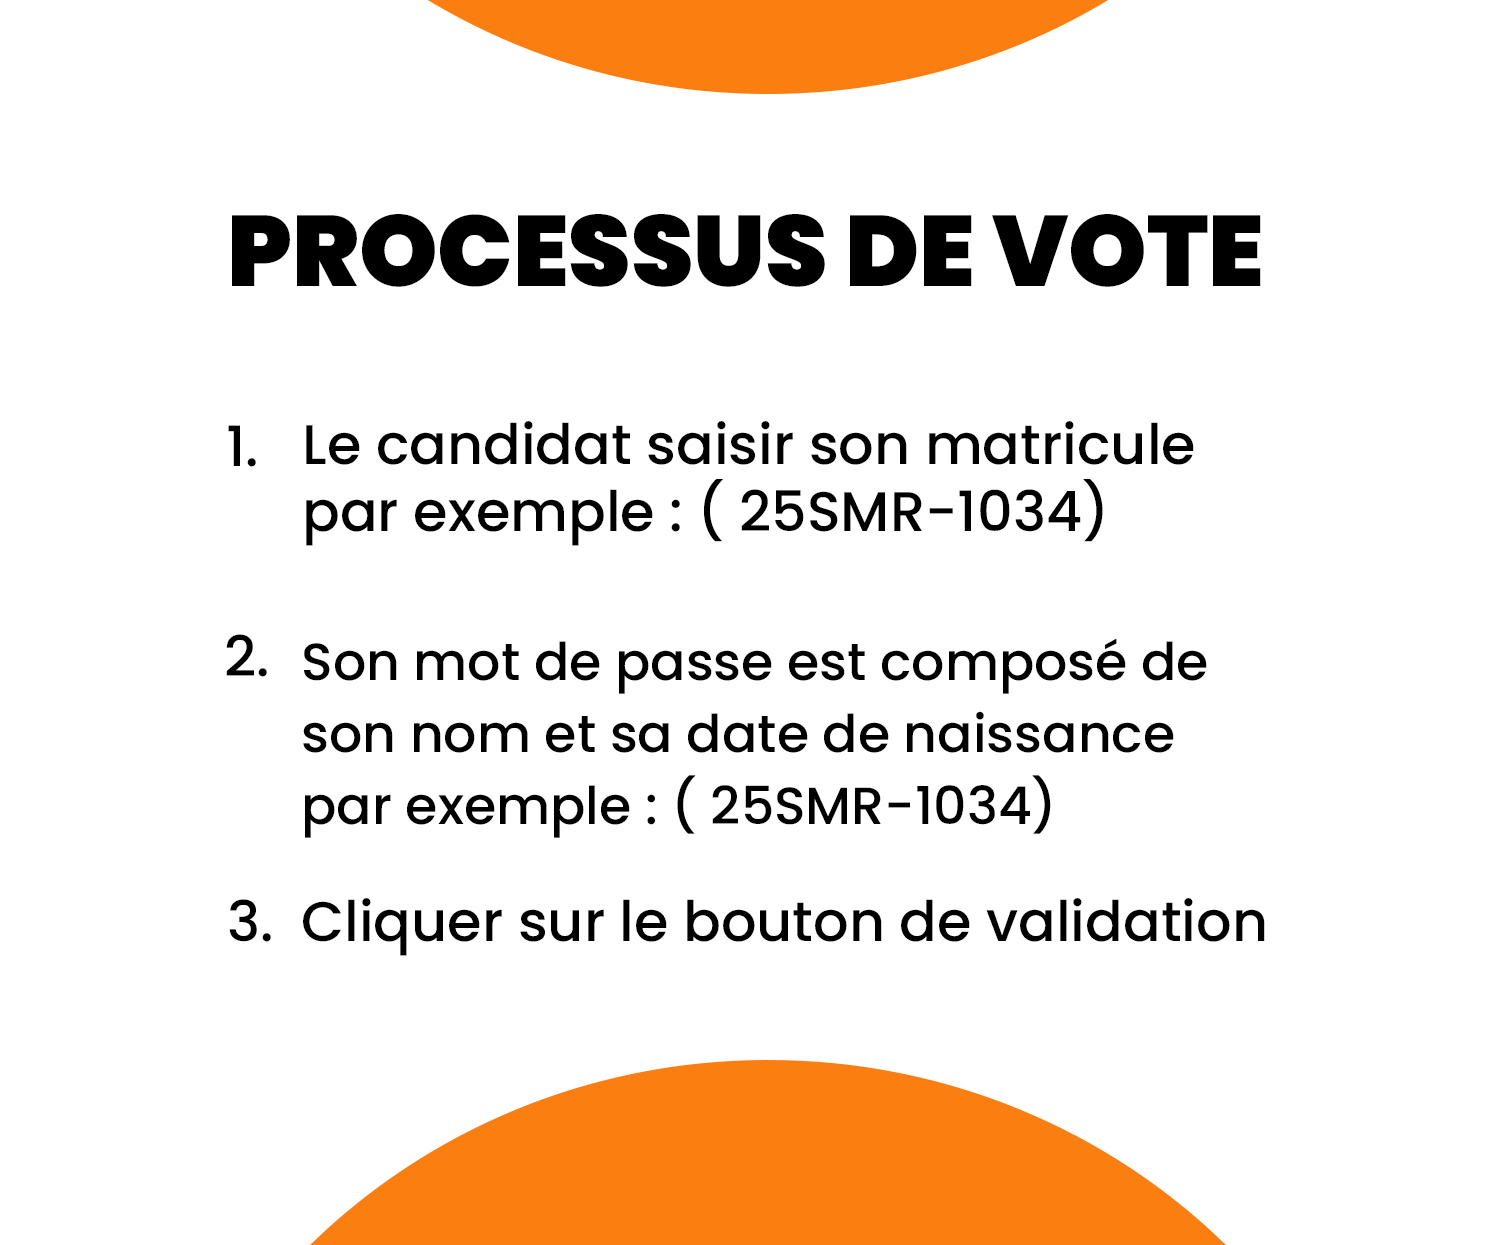 PROCESSUS DE VOTE
1. Le candidat saisir son matricule
par exemple : ( 25SMR-1034)
2. Son mot de passe est composé de
son nom et sa date de naissance
par exemple : ( 25SMR-1034)
3. Cliquer sur le bouton de validation